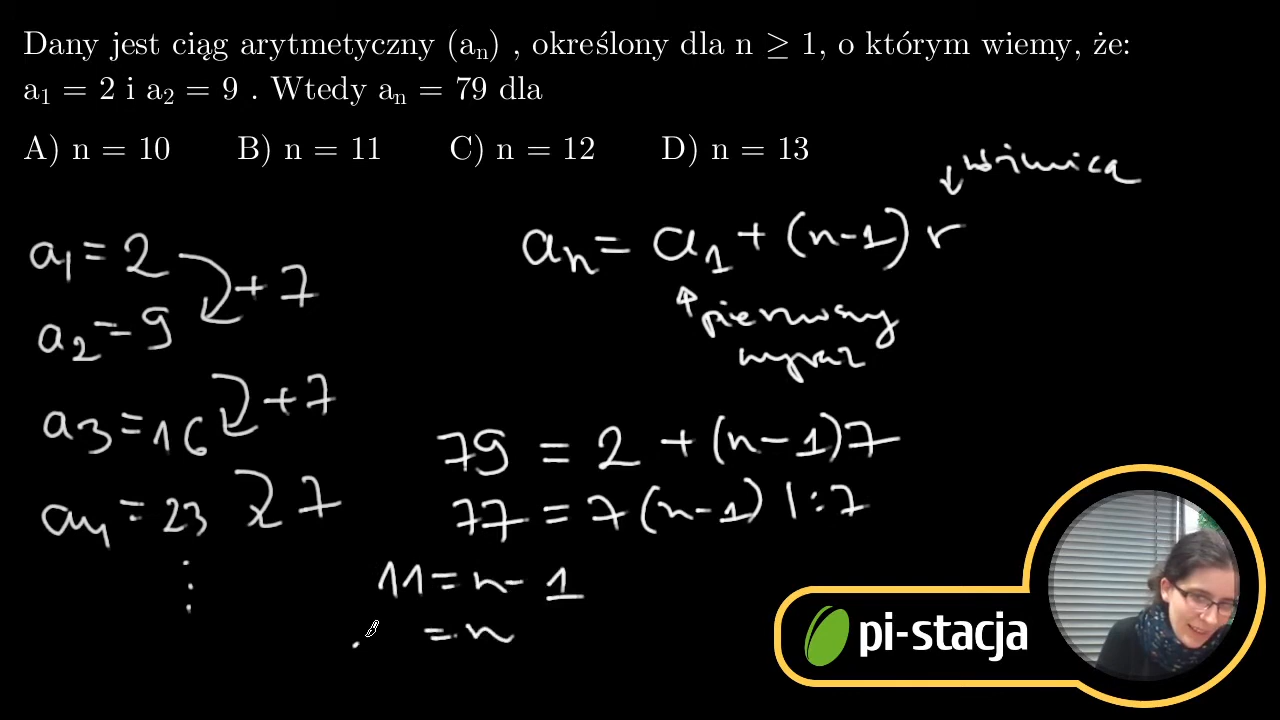 Dany jest ciąg arytmetyczny (aₙ) , określony dla n ≥ 1, o którym wiemy, że:
a₁ = 2 i a₂ = 9 . Wtedy aₙ = 79 dla
A) n = 10 B) n = 11 C) n = 12 D) n = 13
↓ różnica
aₙ = a₁ + (n-1) r
↑ pierwszy
wyraz
a₁ = 2
+ 7
a₂ = 9
a₃ = 16
+ 7
a₄ = 23
7
⋮
79 = 2 + (n-1)7
77 = 7(n-1) |:7
11 = n - 1
= n
pi-stacja